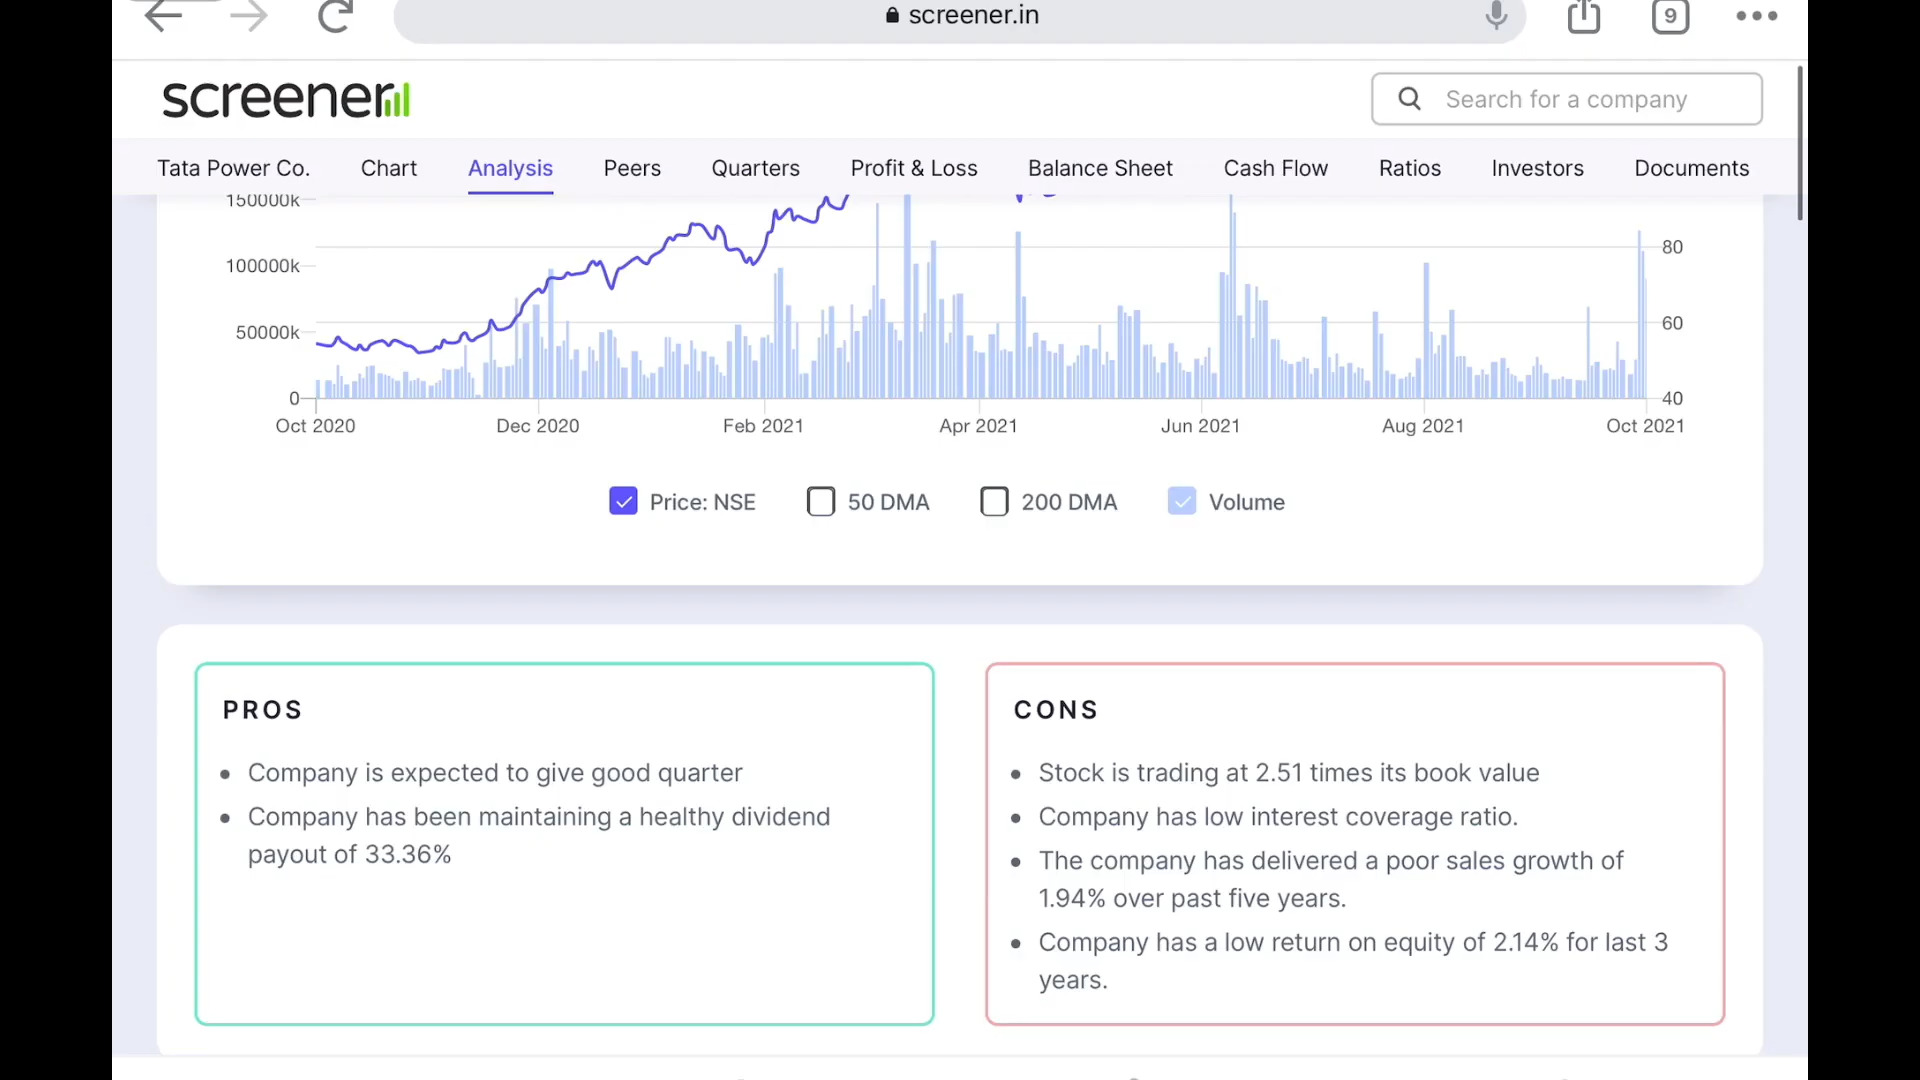 screener.in
9
screener
Search for a company
Tata Power Co. Chart Analysis Peers Quarters Profit & Loss Balance Sheet Cash Flow Ratios Investors Documents
150000k
100000k
50000k
0
80
60
40
Oct 2020 Dec 2020 Feb 2021 Apr 2021 Jun 2021 Aug 2021 Oct 2021
Price: NSE 50 DMA 200 DMA Volume
PROS
Company is expected to give good quarter
Company has been maintaining a healthy dividend
payout of 33.36%
CONS
Stock is trading at 2.51 times its book value
Company has low interest coverage ratio.
The company has delivered a poor sales growth of
1.94% over past five years.
Company has a low return on equity of 2.14% for last 3
years.